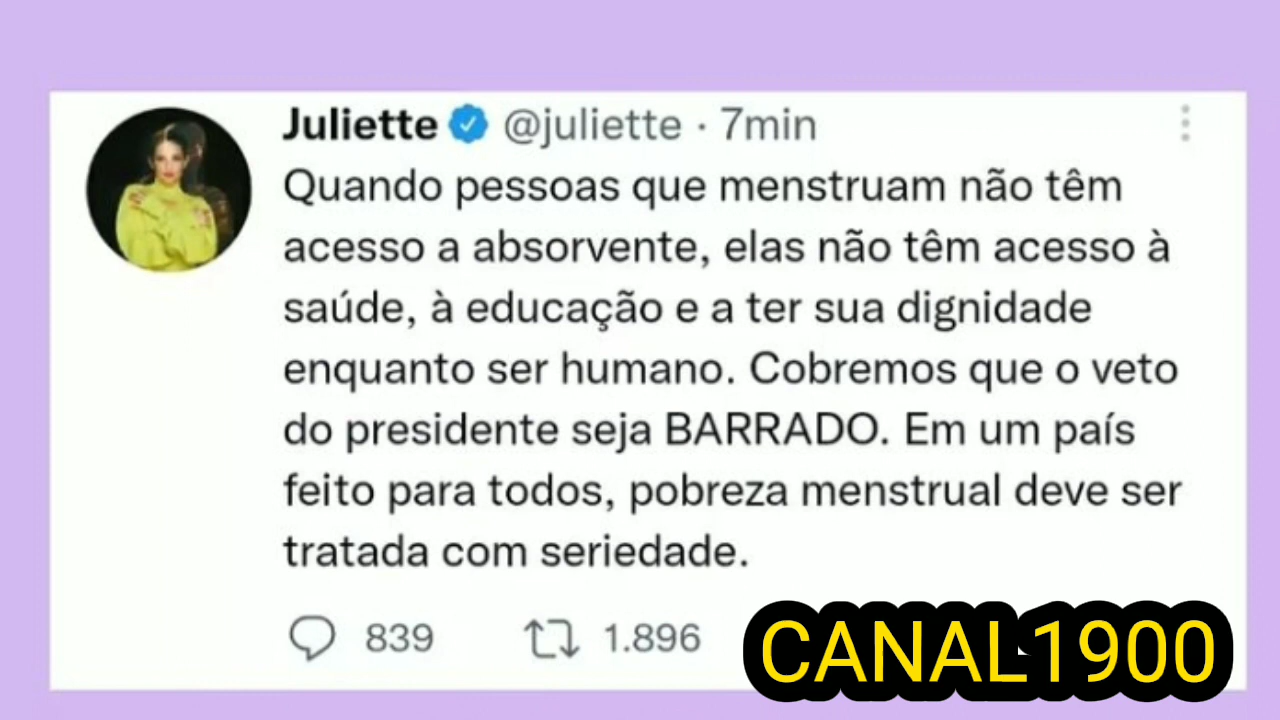 Juliette @juliette · 7min
Quando pessoas que menstruam não têm
acesso a absorvente, elas não têm acesso à
saúde, à educação e a ter sua dignidade
enquanto ser humano. Cobremos que o veto
do presidente seja BARRADO. Em um país
feito para todos, pobreza menstrual deve ser
tratada com seriedade.
839 1.896
CANAL1900